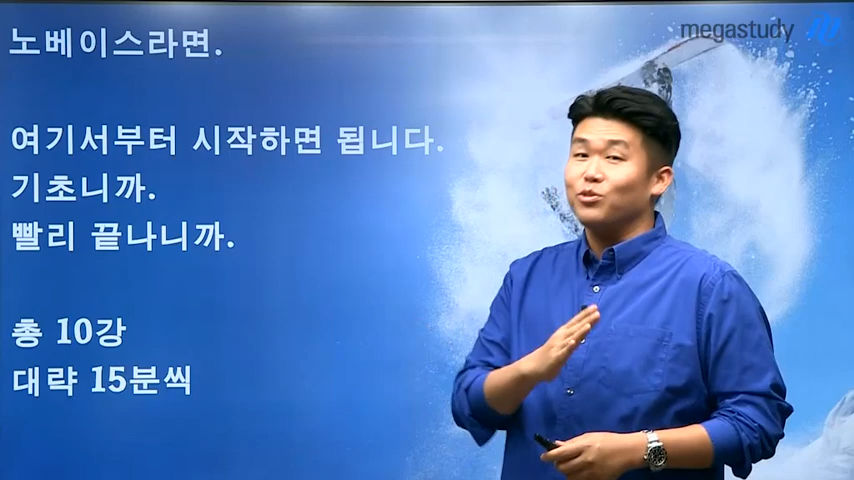 megastudy
노베이스라면.
여기서부터 시작하면 됩니다.
기초니까.
빨리 끝나니까.
총 10강
대략 15분씩